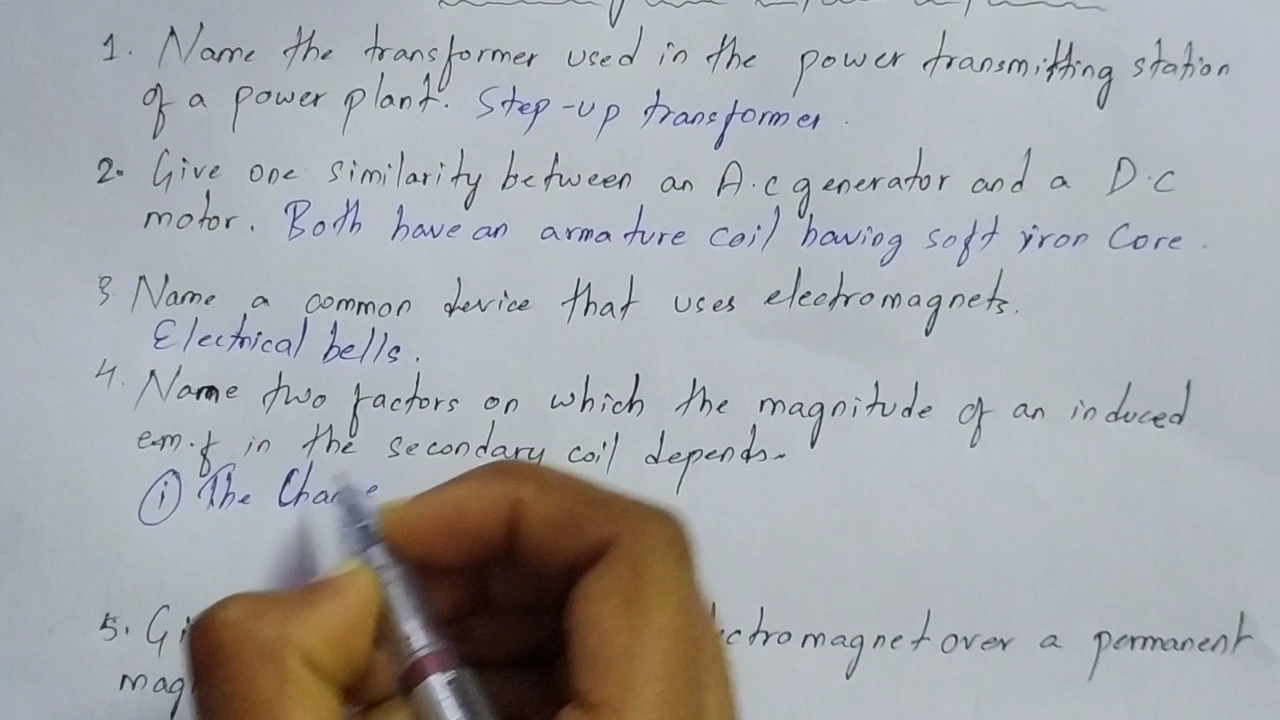 1. Name the transformer used in the power transmitting station
of a power plant. Step-up transformer.
2. Give one similarity between an A.c generator and a D.c
motor. Both have an armature coil having soft iron Core.
3. Name a common device that uses electromagnets.
Electrical bells.
4. Name two factors on which the magnitude of an induced
e.m.f in the secondary coil depends.
(i) The
5. over a permanent